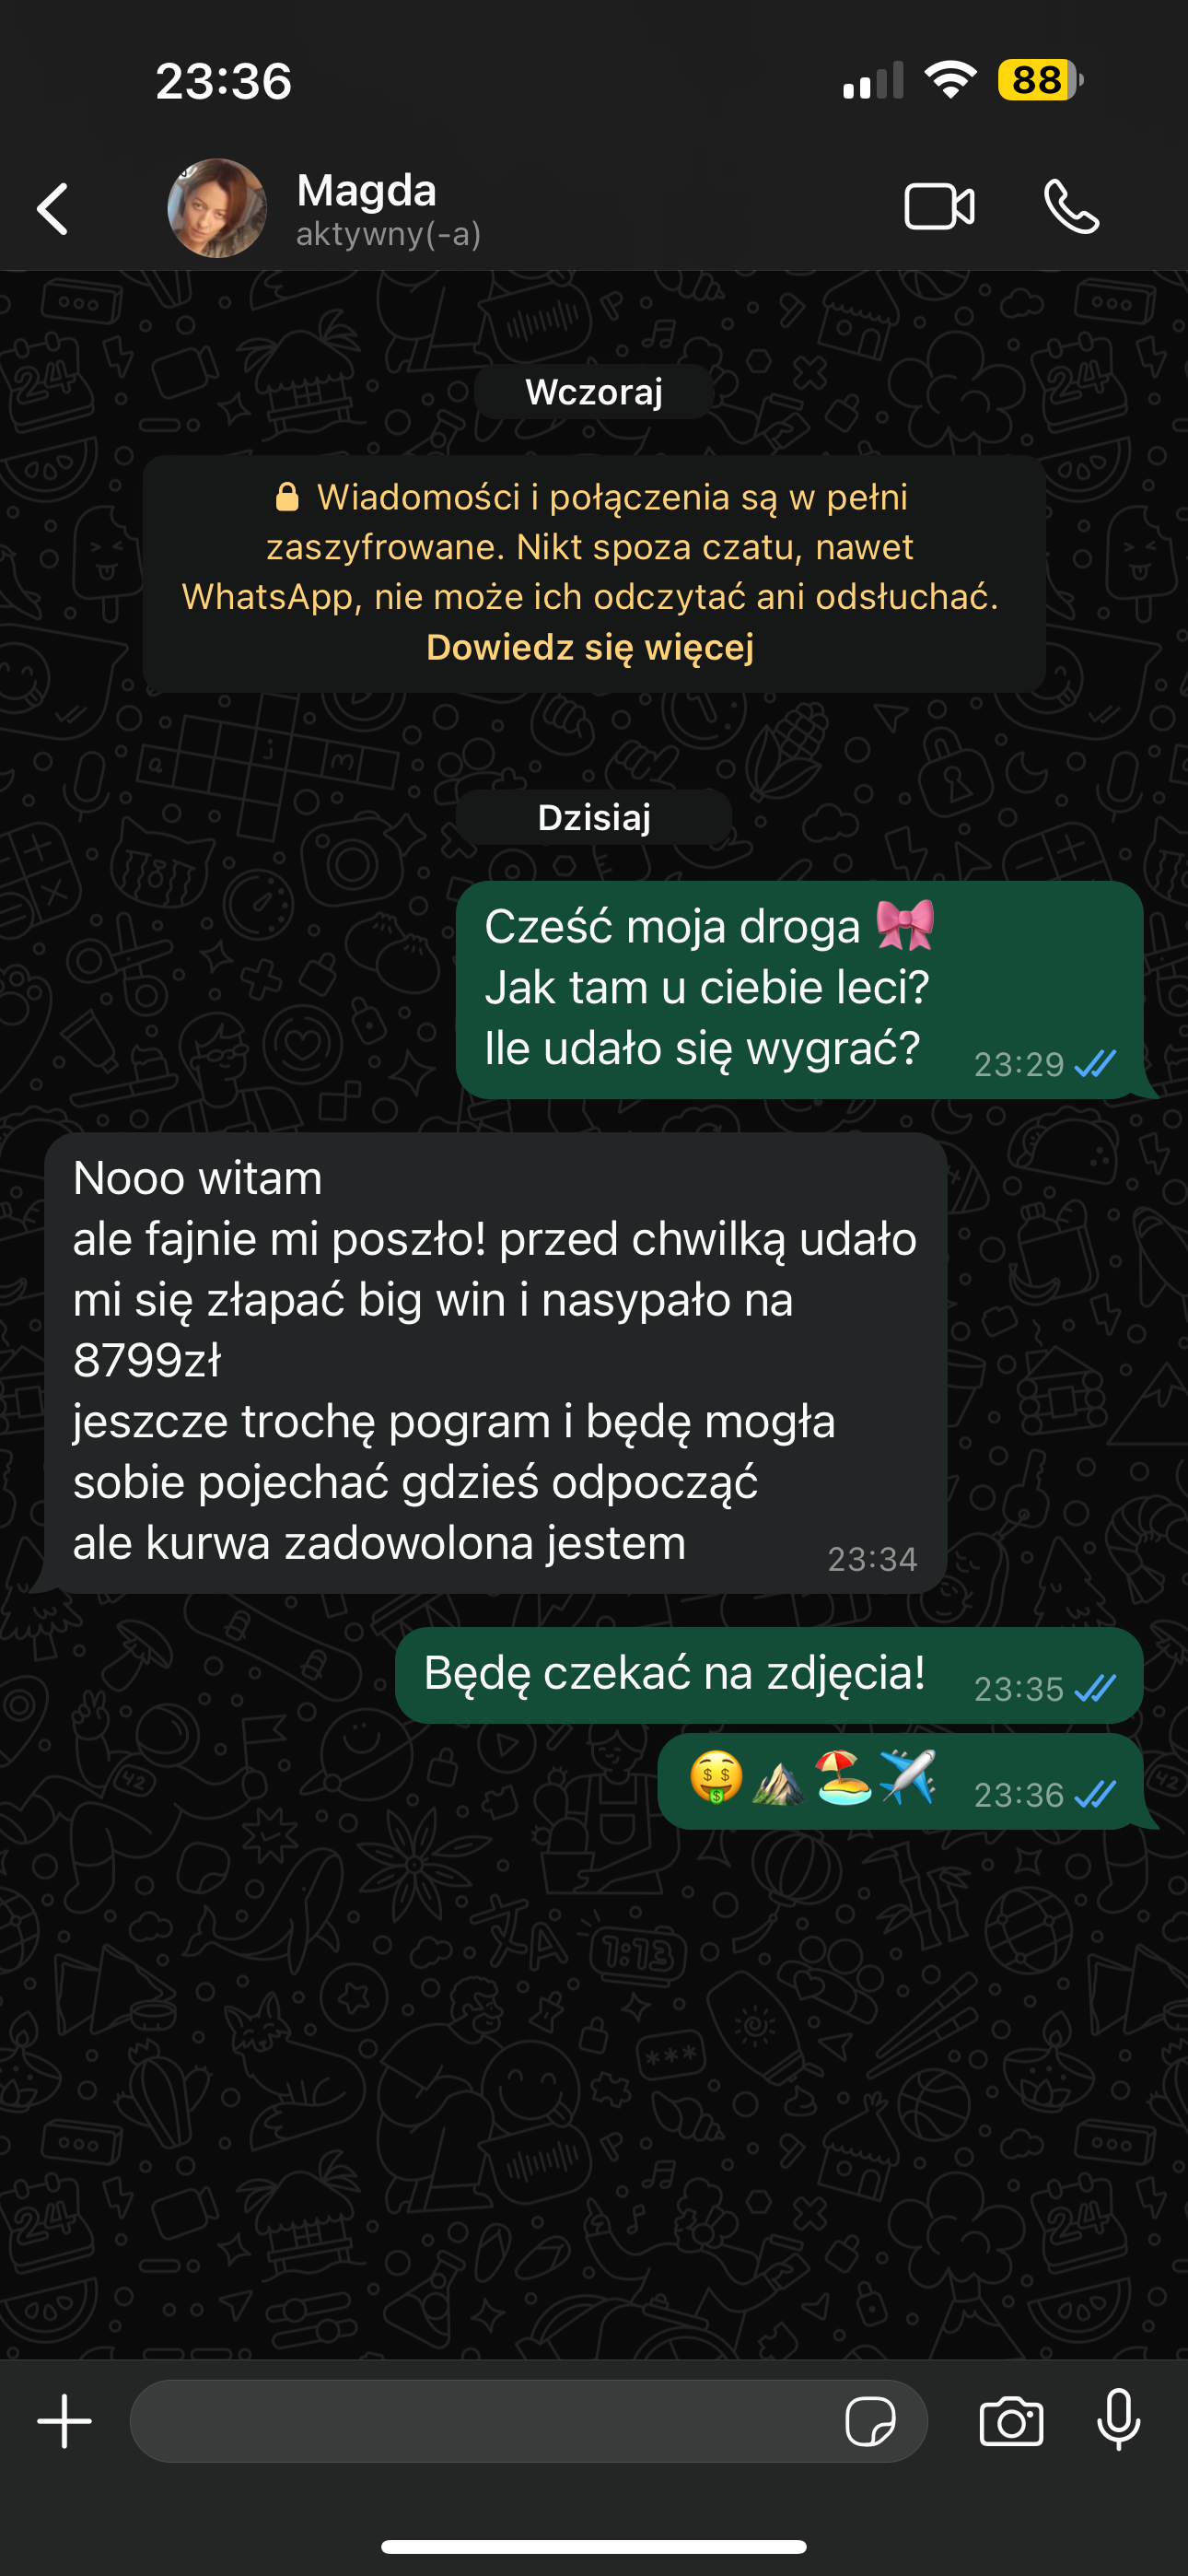 23:36
88
Magda
aktywny(-a)
Wczoraj
Wiadomości i połączenia są w pełni
zaszyfrowane. Nikt spoza czatu, nawet
WhatsApp, nie może ich odczytać ani odsłuchać.
Dowiedz się więcej
Dzisiaj
Cześć moja droga 🎀
Jak tam u ciebie leci?
Ile udało się wygrać?
23:29
Nooo witam
ale fajnie mi poszło! przed chwilką udało
mi się złapać big win i nasypało na
8799zł
jeszcze trochę pogram i będę mogła
sobie pojechać gdzieś odpocząć
ale kurwa zadowolona jestem
23:34
Będę czekać na zdjęcia!
23:35
🤑⛰️🏖️✈️
23:36